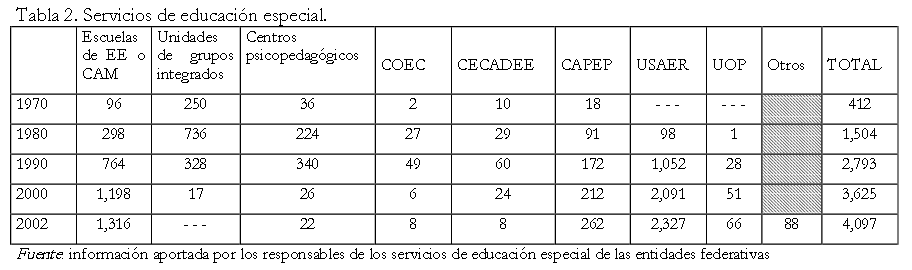 Tabla 2. Servicios de educación especial.
Escuelas de EE o CAM Unidades de grupos integrados Centros psicopedagógicos COEC CECADEE CAPEP USAER UOP Otros TOTAL
1970 96 250 36 2 10 18 - - - - - - 412
1980 298 736 224 27 29 91 98 1 1,504
1990 764 328 340 49 60 172 1,052 28 2,793
2000 1,198 17 26 6 24 212 2,091 51 3,625
2002 1,316 - - - 22 8 8 262 2,327 66 88 4,097
Fuente: información aportada por los responsables de los servicios de educación especial de las entidades federativas